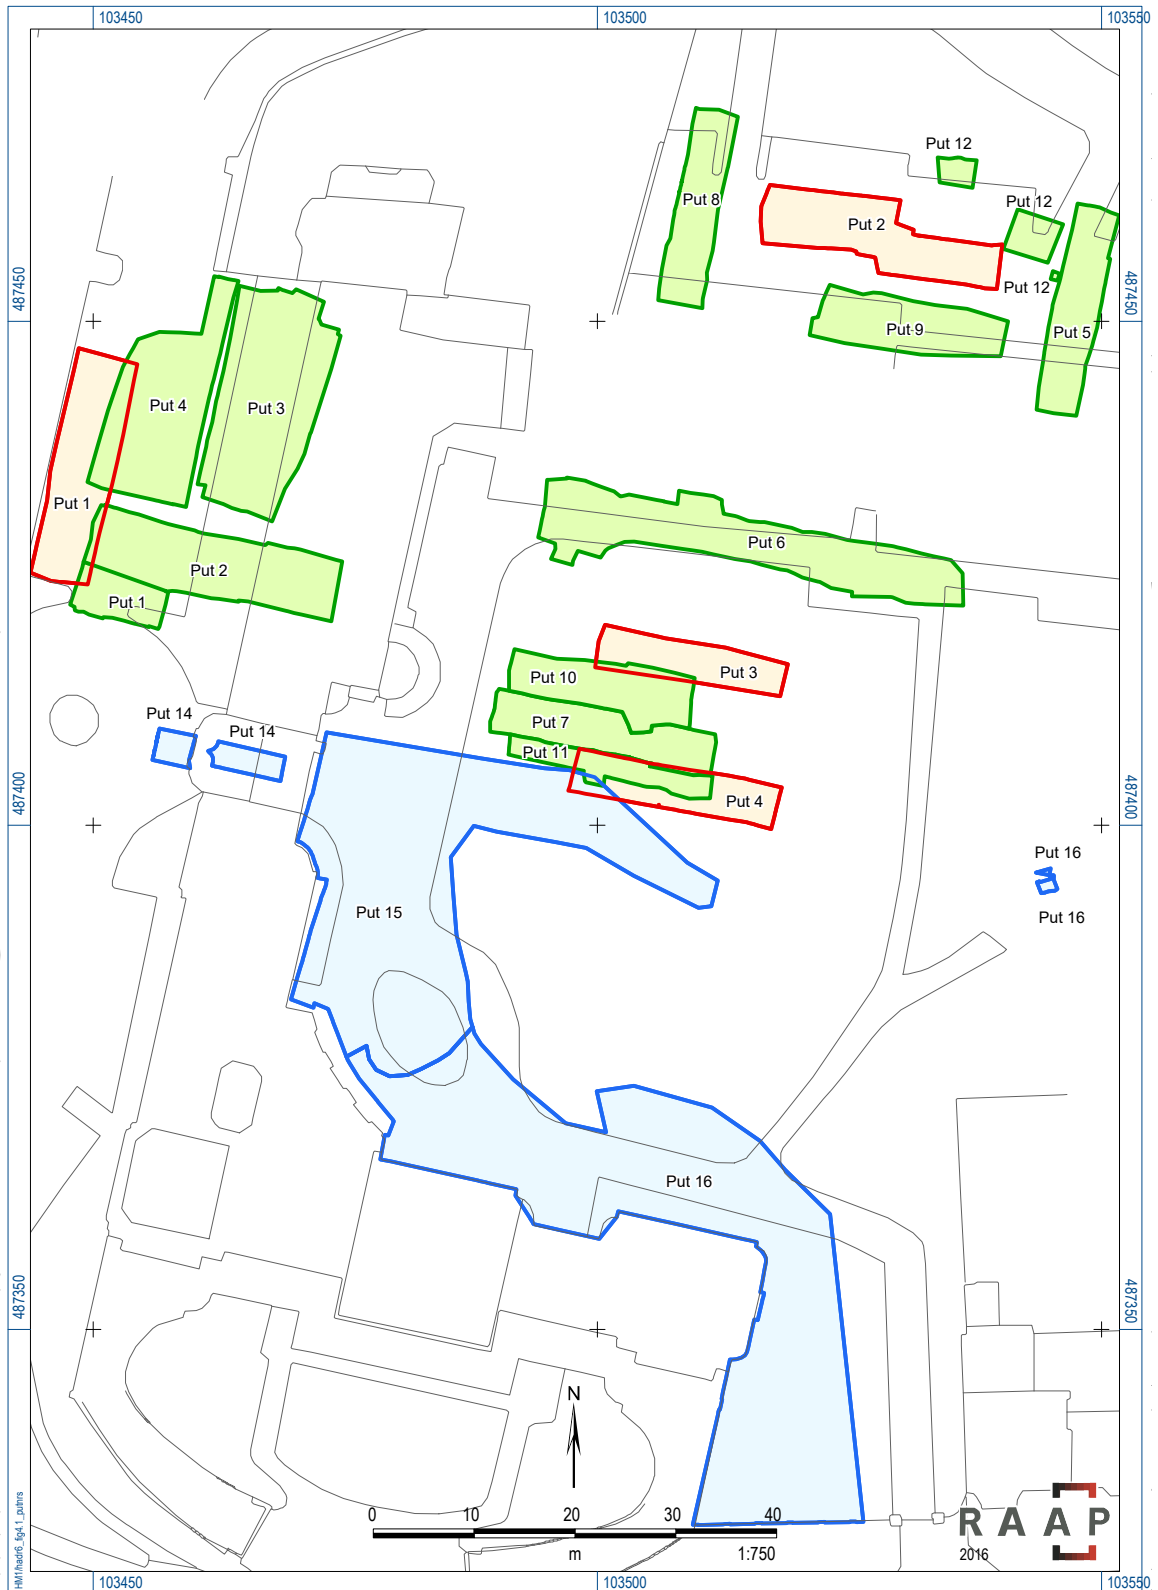 103450
103500
103550
Put 12
Put 8
Put 12
Put 2
487450
487450
Put 12
Put 9
Put 5
Put 4
Put 3
Put 1
Put 6
Put 2
Put 1
Put 3
Put 10
Put 14
Put 7
Put 14
Put 11
Put 4
487400
487400
Put 16
Put 15
Put 16
Put 16
487350
487350
N
0 10 20 30 40
m 1:750
RAAP
2016
HM1/hadr6_fig4.1_putnrs
103450
103500
103550